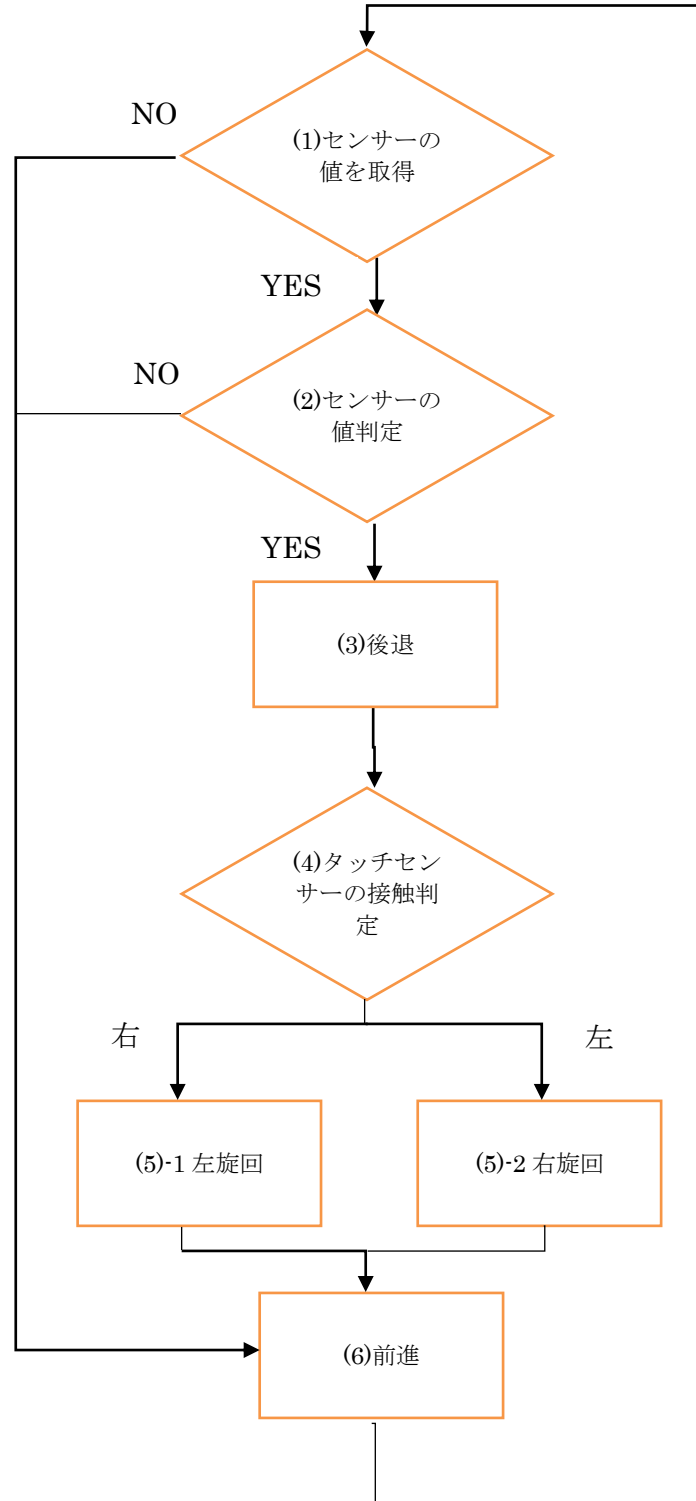 NO
(1)センサーの
値を取得
YES
NO
(2)センサーの
値判定
YES
(3)後退
(4)タッチセン
サーの接触判
定
右
左
(5)-1 左旋回
(5)-2 右旋回
(6)前進